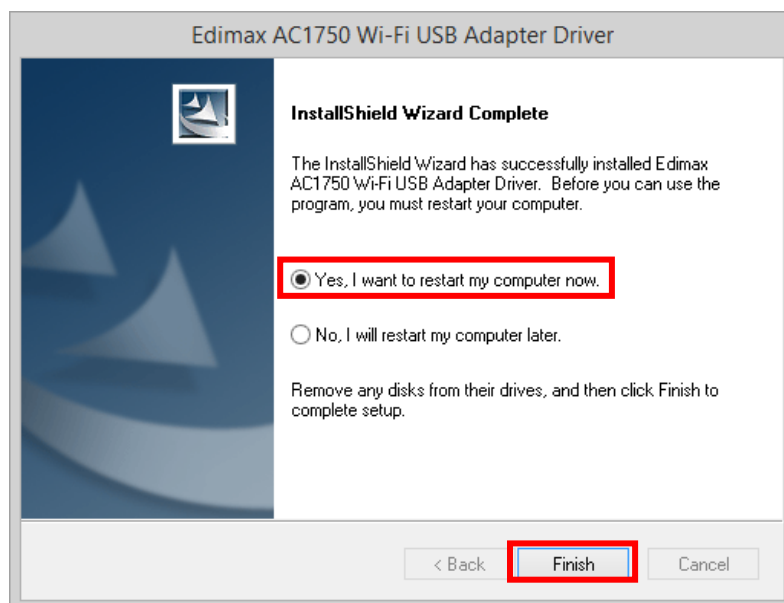 Edimax AC1750 Wi-Fi USB Adapter Driver
InstallShield Wizard Complete
The InstallShield Wizard has successfully installed Edimax
AC1750 Wi-Fi USB Adapter Driver.  Before you can use the
program, you must restart your computer.
Yes, I want to restart my computer now.
No, I will restart my computer later.
Remove any disks from their drives, and then click Finish to
complete setup.
< Back Finish Cancel